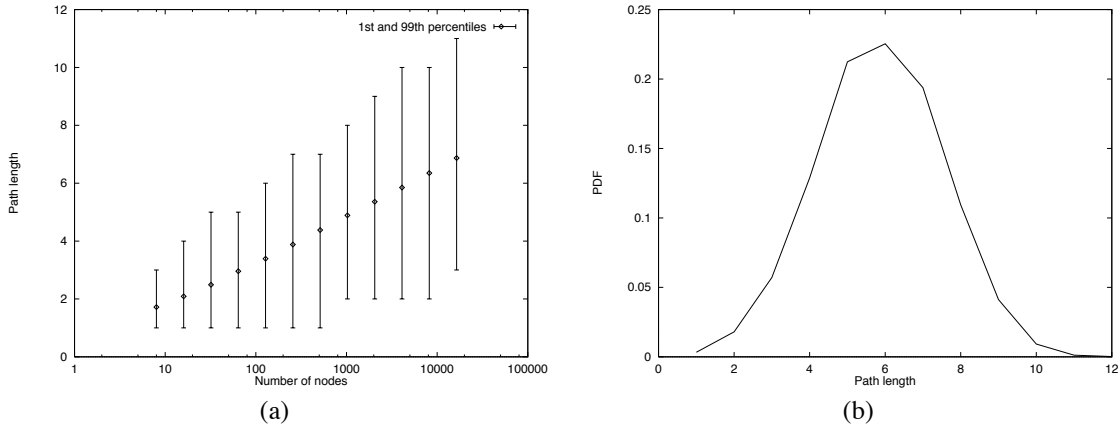 12
10
8
6
4
2
0
Path length
1st and 99th percentiles
1 10 100 1000 10000 100000
Number of nodes
(a)
0.25
0.2
0.15
0.1
0.05
0
PDF
0 2 4 6 8 10 12
Path length
(b)